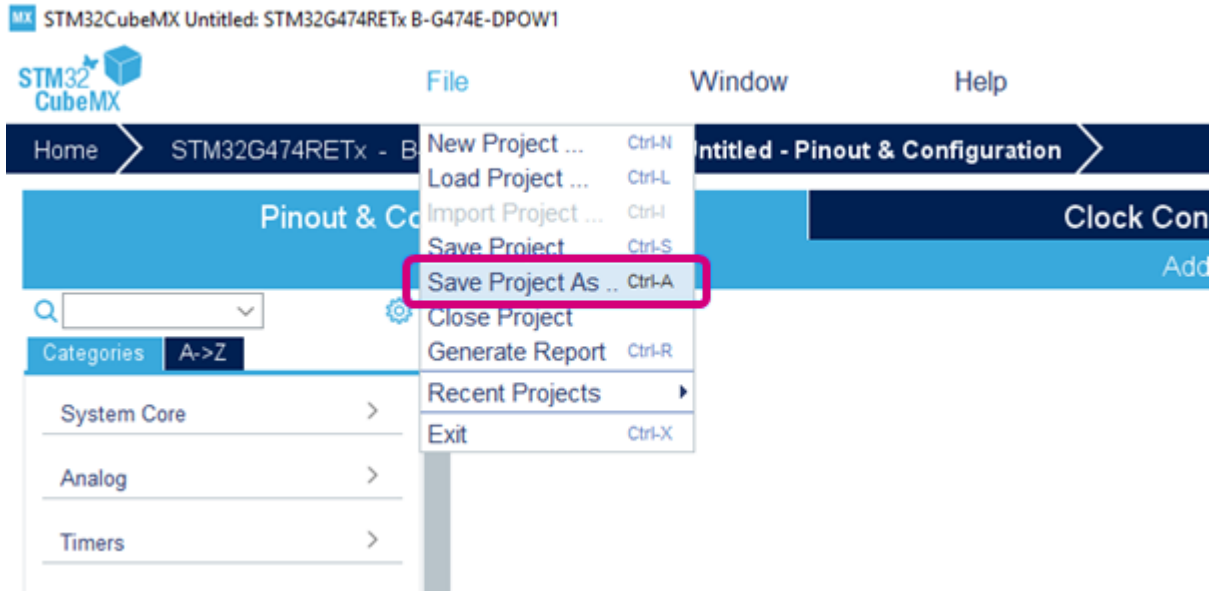 MX STM32CubeMX Untitled: STM32G474RETx B-G474E-DPOW1
STM32
CubeMX
File Window Help
Home STM32G474RETx - B Untitled - Pinout & Configuration
New Project ... Ctrl-N
Load Project ... Ctrl-L
Import Project ... Ctrl-I
Save Project Ctrl-S
Save Project As .. Ctrl-A
Close Project
Generate Report Ctrl-R
Recent Projects
Exit Ctrl-X
Pinout & Co
Clock Con
Add
Categories A->Z
System Core
Analog
Timers